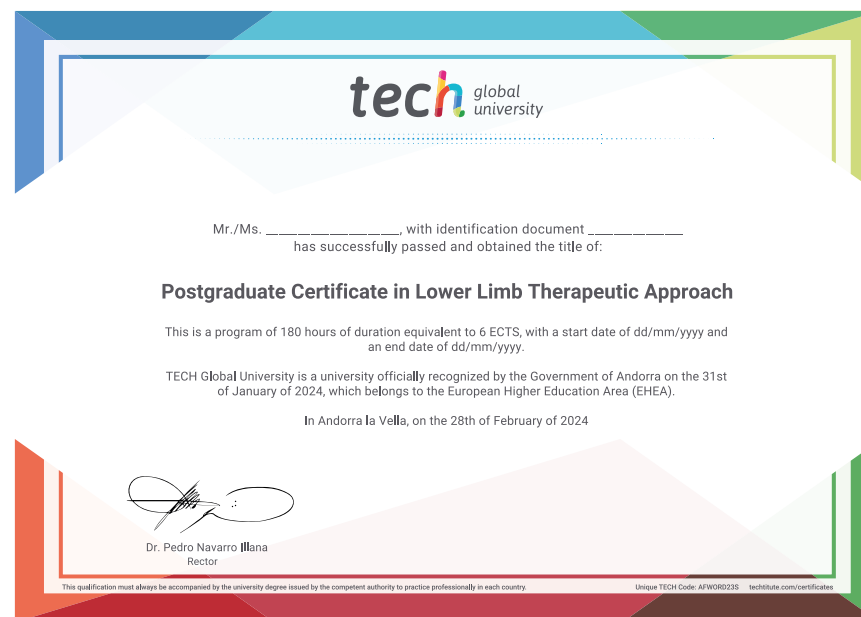 tech global university
Mr./Ms. ____________________, with identification document ______________
has successfully passed and obtained the title of:
Postgraduate Certificate in Lower Limb Therapeutic Approach
This is a program of 180 hours of duration equivalent to 6 ECTS, with a start date of dd/mm/yyyy and
an end date of dd/mm/yyyy.
TECH Global University is a university officially recognized by the Government of Andorra on the 31st
of January of 2024, which belongs to the European Higher Education Area (EHEA).
In Andorra la Vella, on the 28th of February of 2024
Dr. Pedro Navarro Illana
Rector
This qualification must always be accompanied by the university degree issued by the competent authority to practice professionally in each country.
Unique TECH Code: AFWORD23S techtitute.com/certificates